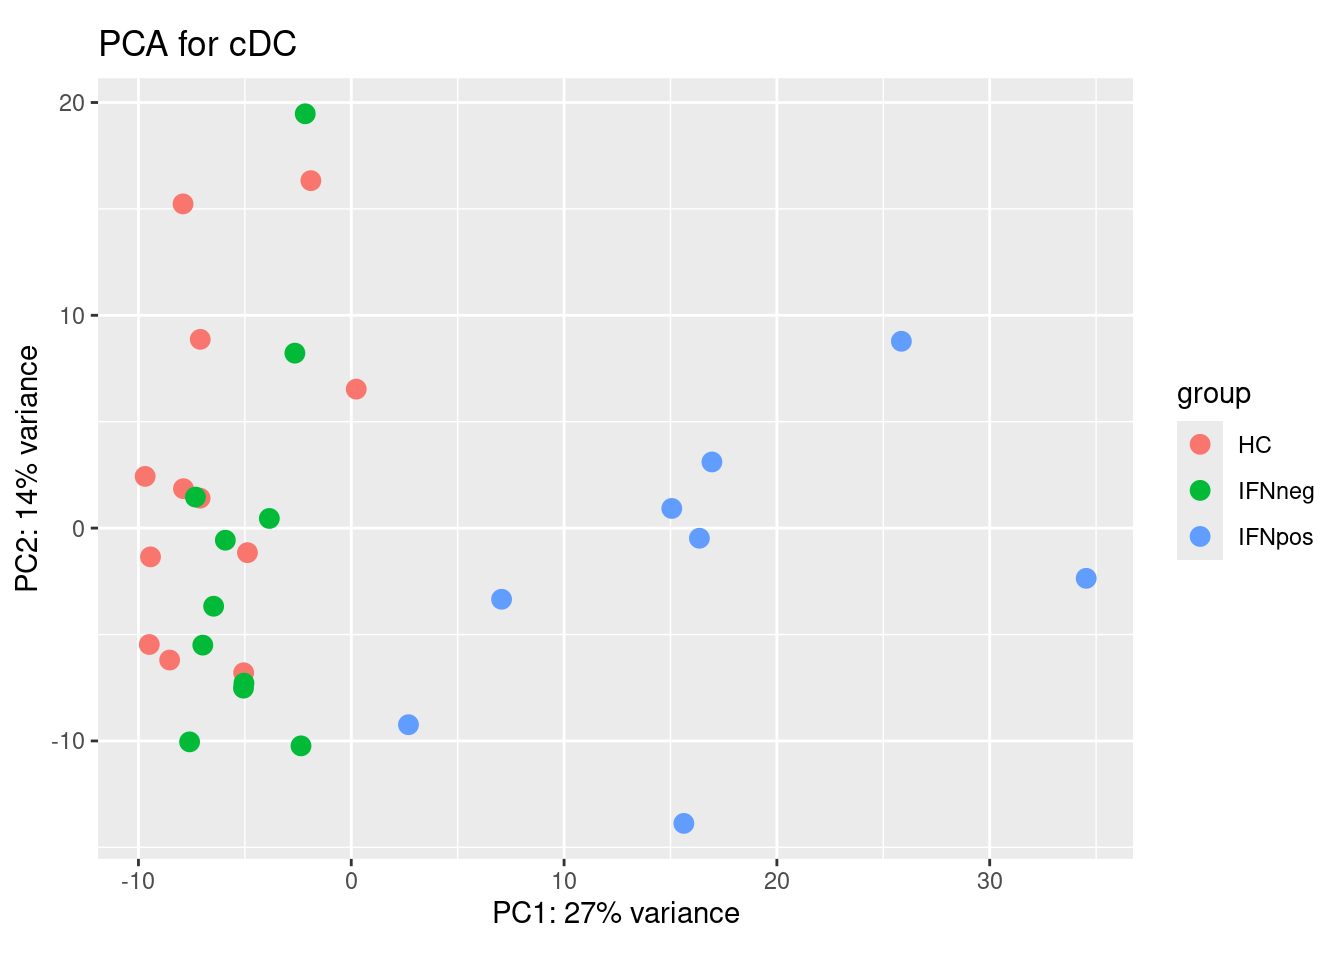 PCA for cDC
20
10
0
-10
PC2: 14% variance
-10
0
10
20
30
PC1: 27% variance
group
HC
IFNneg
IFNpos